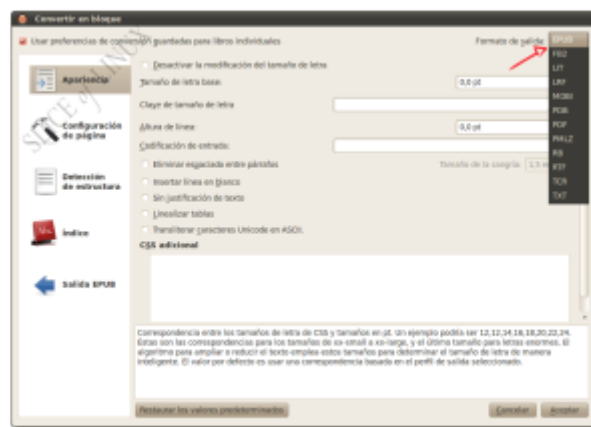 Convertir en bloque
Usar preferencias de conversión guardadas para libros individuales
Formato de salida: EPUB
FB2
LIT
LRF
MOBI
PDB
PDF
PMLZ
RB
RTF
TCR
TXT
Apariencia
Configuración
de página
Detección
de estructura
Índice
Salida EPUB
Desactivar la modificación del tamaño de letra
Tamaño de letra base:
0,0 pt
Clave de tamaño de letra
Altura de línea:
0,0 pt
Codificación de entrada:
Eliminar espaciado entre párrafos
Tamaño de la sangría:
Insertar línea en blanco
Sin justificación de texto
Linealizar tablas
Transliterar caracteres Unicode en ASCII.
CSS adicional
Correspondencia entre los tamaños de letra de CSS y tamaños en pt. Un ejemplo podría ser 12,12,14,16,18,20,22,24.
Estas son las correspondencias para los tamaños de xx-small a xx-large, y el último tamaño para letras enormes. El
algoritmo para ampliar o reducir el texto emplea estos tamaños para determinar el tamaño de letra de manera
inteligente. El valor por defecto es usar una correspondencia basada en el perfil de salida seleccionado.
Restaurar los valores predeterminados
Cancelar
Aceptar
SLICE of LINUX